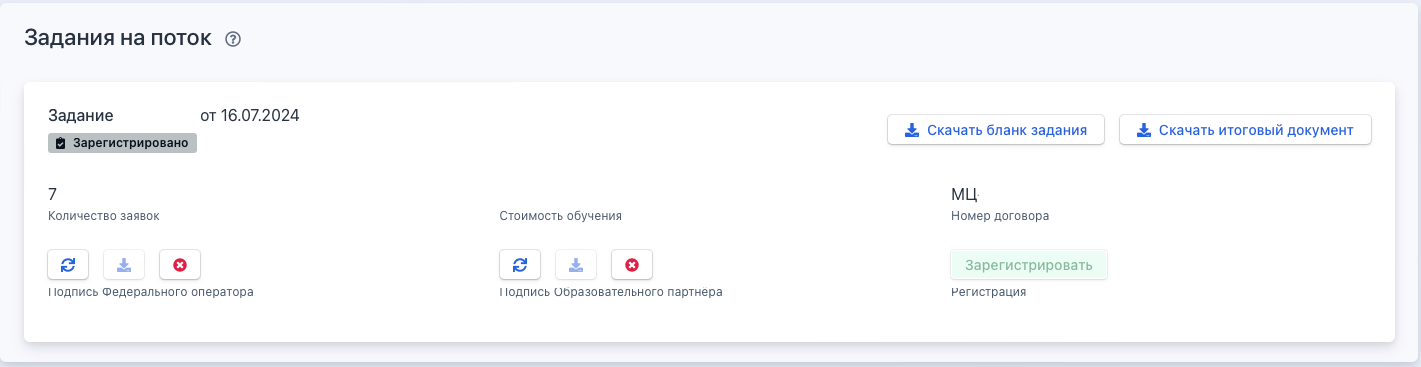 Задания на поток
Задание от 16.07.2024
Зарегистрировано
Скачать бланк задания
Скачать итоговый документ
7
Количество заявок
Стоимость обучения
МЦ
Номер договора
Зарегистрировать
Подпись Федерального оператора
Подпись Образовательного партнёра
Регистрация